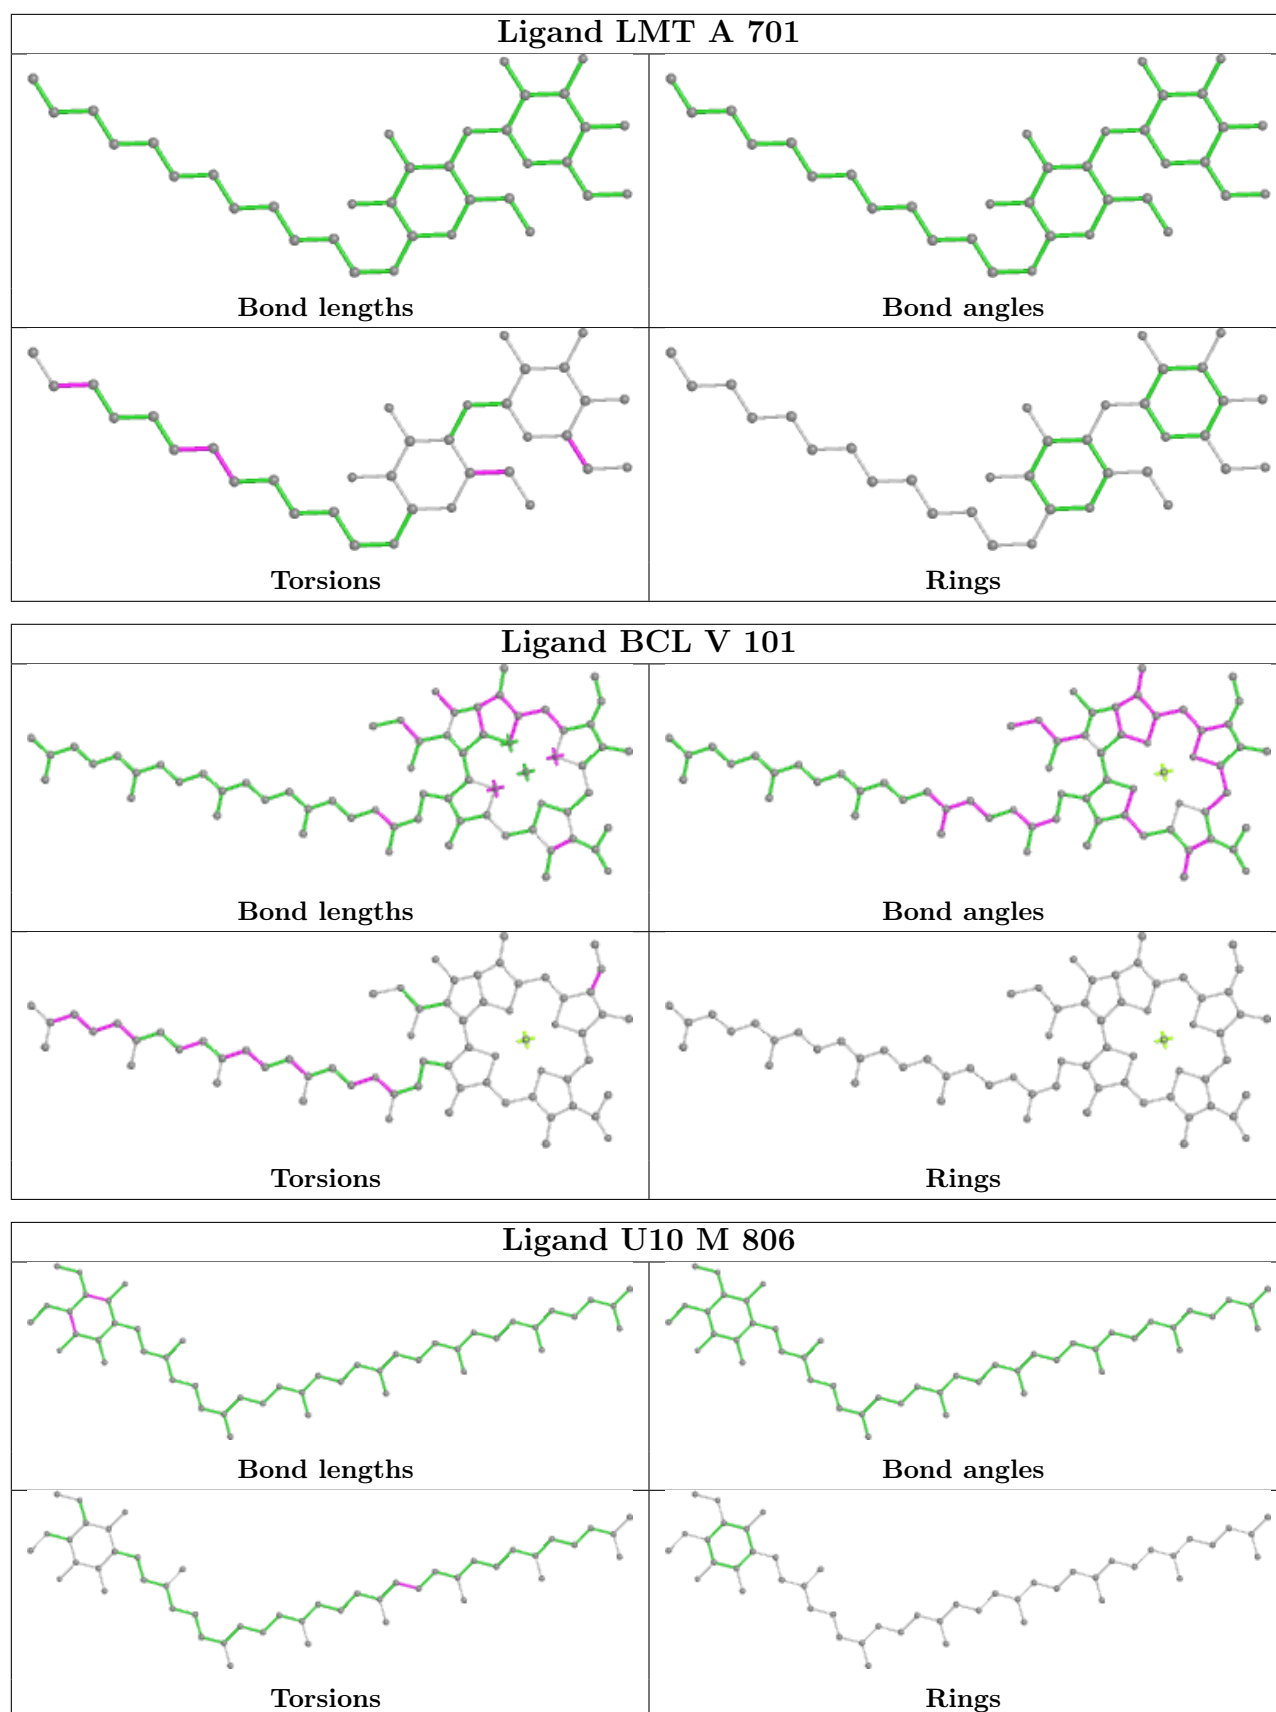 Ligand LMT A 701
Bond lengths
Bond angles
Torsions
Rings
Ligand BCL V 101
Bond lengths
Bond angles
Torsions
Rings
Ligand U10 M 806
Bond lengths
Bond angles
Torsions
Rings